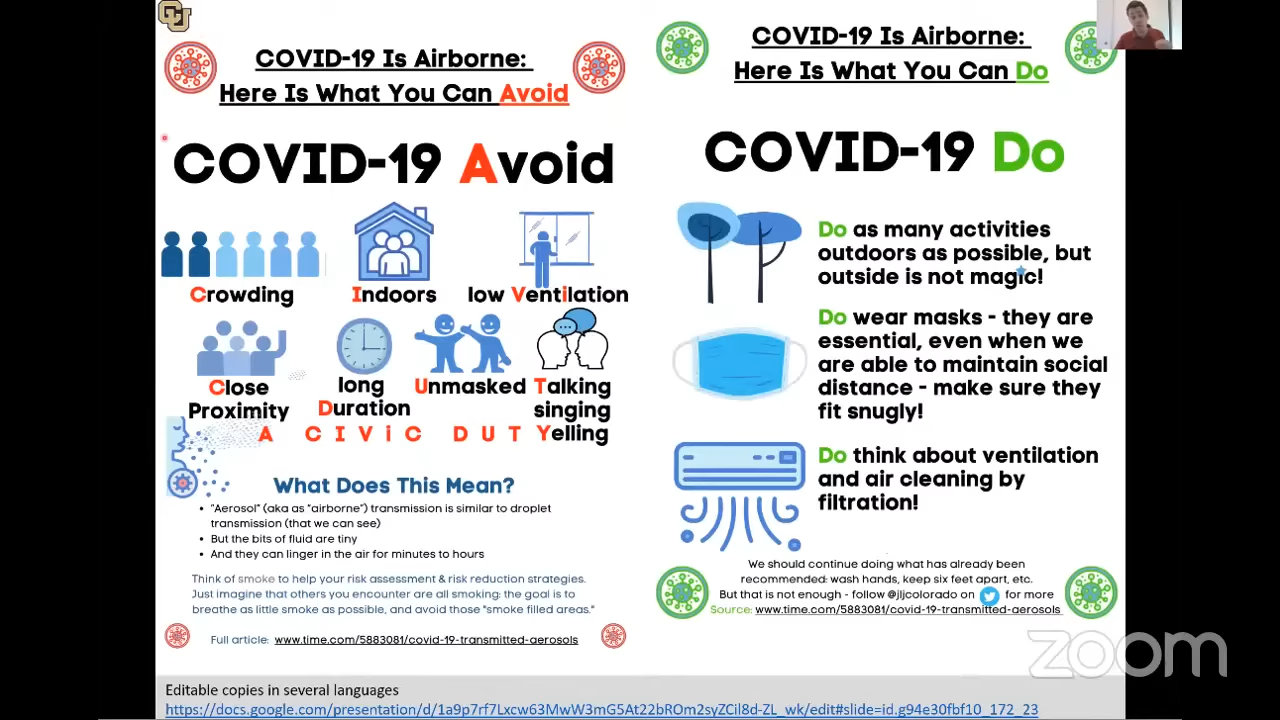 CU
COVID-19 Is Airborne:
Here Is What You Can Avoid
COVID-19 Avoid
Crowding
Indoors
low Ventilation
Close
Proximity
long
Duration
Unmasked
Talking
singing
Yelling
A CIViC DUTY
What Does This Mean?
• "Aerosol" (aka as "airborne") transmission is similar to droplet
transmission (that we can see)
• But the bits of fluid are tiny
• And they can linger in the air for minutes to hours
Think of smoke to help your risk assessment & risk reduction strategies.
Just imagine that others you encounter are all smoking: the goal is to
breathe as little smoke as possible, and avoid those "smoke filled areas."
Full article: www.time.com/5883081/covid-19-transmitted-aerosols
COVID-19 Is Airborne:
Here Is What You Can Do
COVID-19 Do
Do as many activities
outdoors as possible, but
outside is not magic!
Do wear masks - they are
essential, even when we
are able to maintain social
distance - make sure they
fit snugly!
Do think about ventilation
and air cleaning by
filtration!
We should continue doing what has already been
recommended: wash hands, keep six feet apart, etc.
But that is not enough - follow @jljcolorado on for more
Source: www.time.com/5883081/covid-19-transmitted-aerosols
zoom
Editable copies in several languages
https://docs.google.com/presentation/d/1a9p7rf7Lxcw63MwW3mG5At22bROm2syZCil8d-ZL_wk/edit#slide=id.g94e30fbf10_172_23